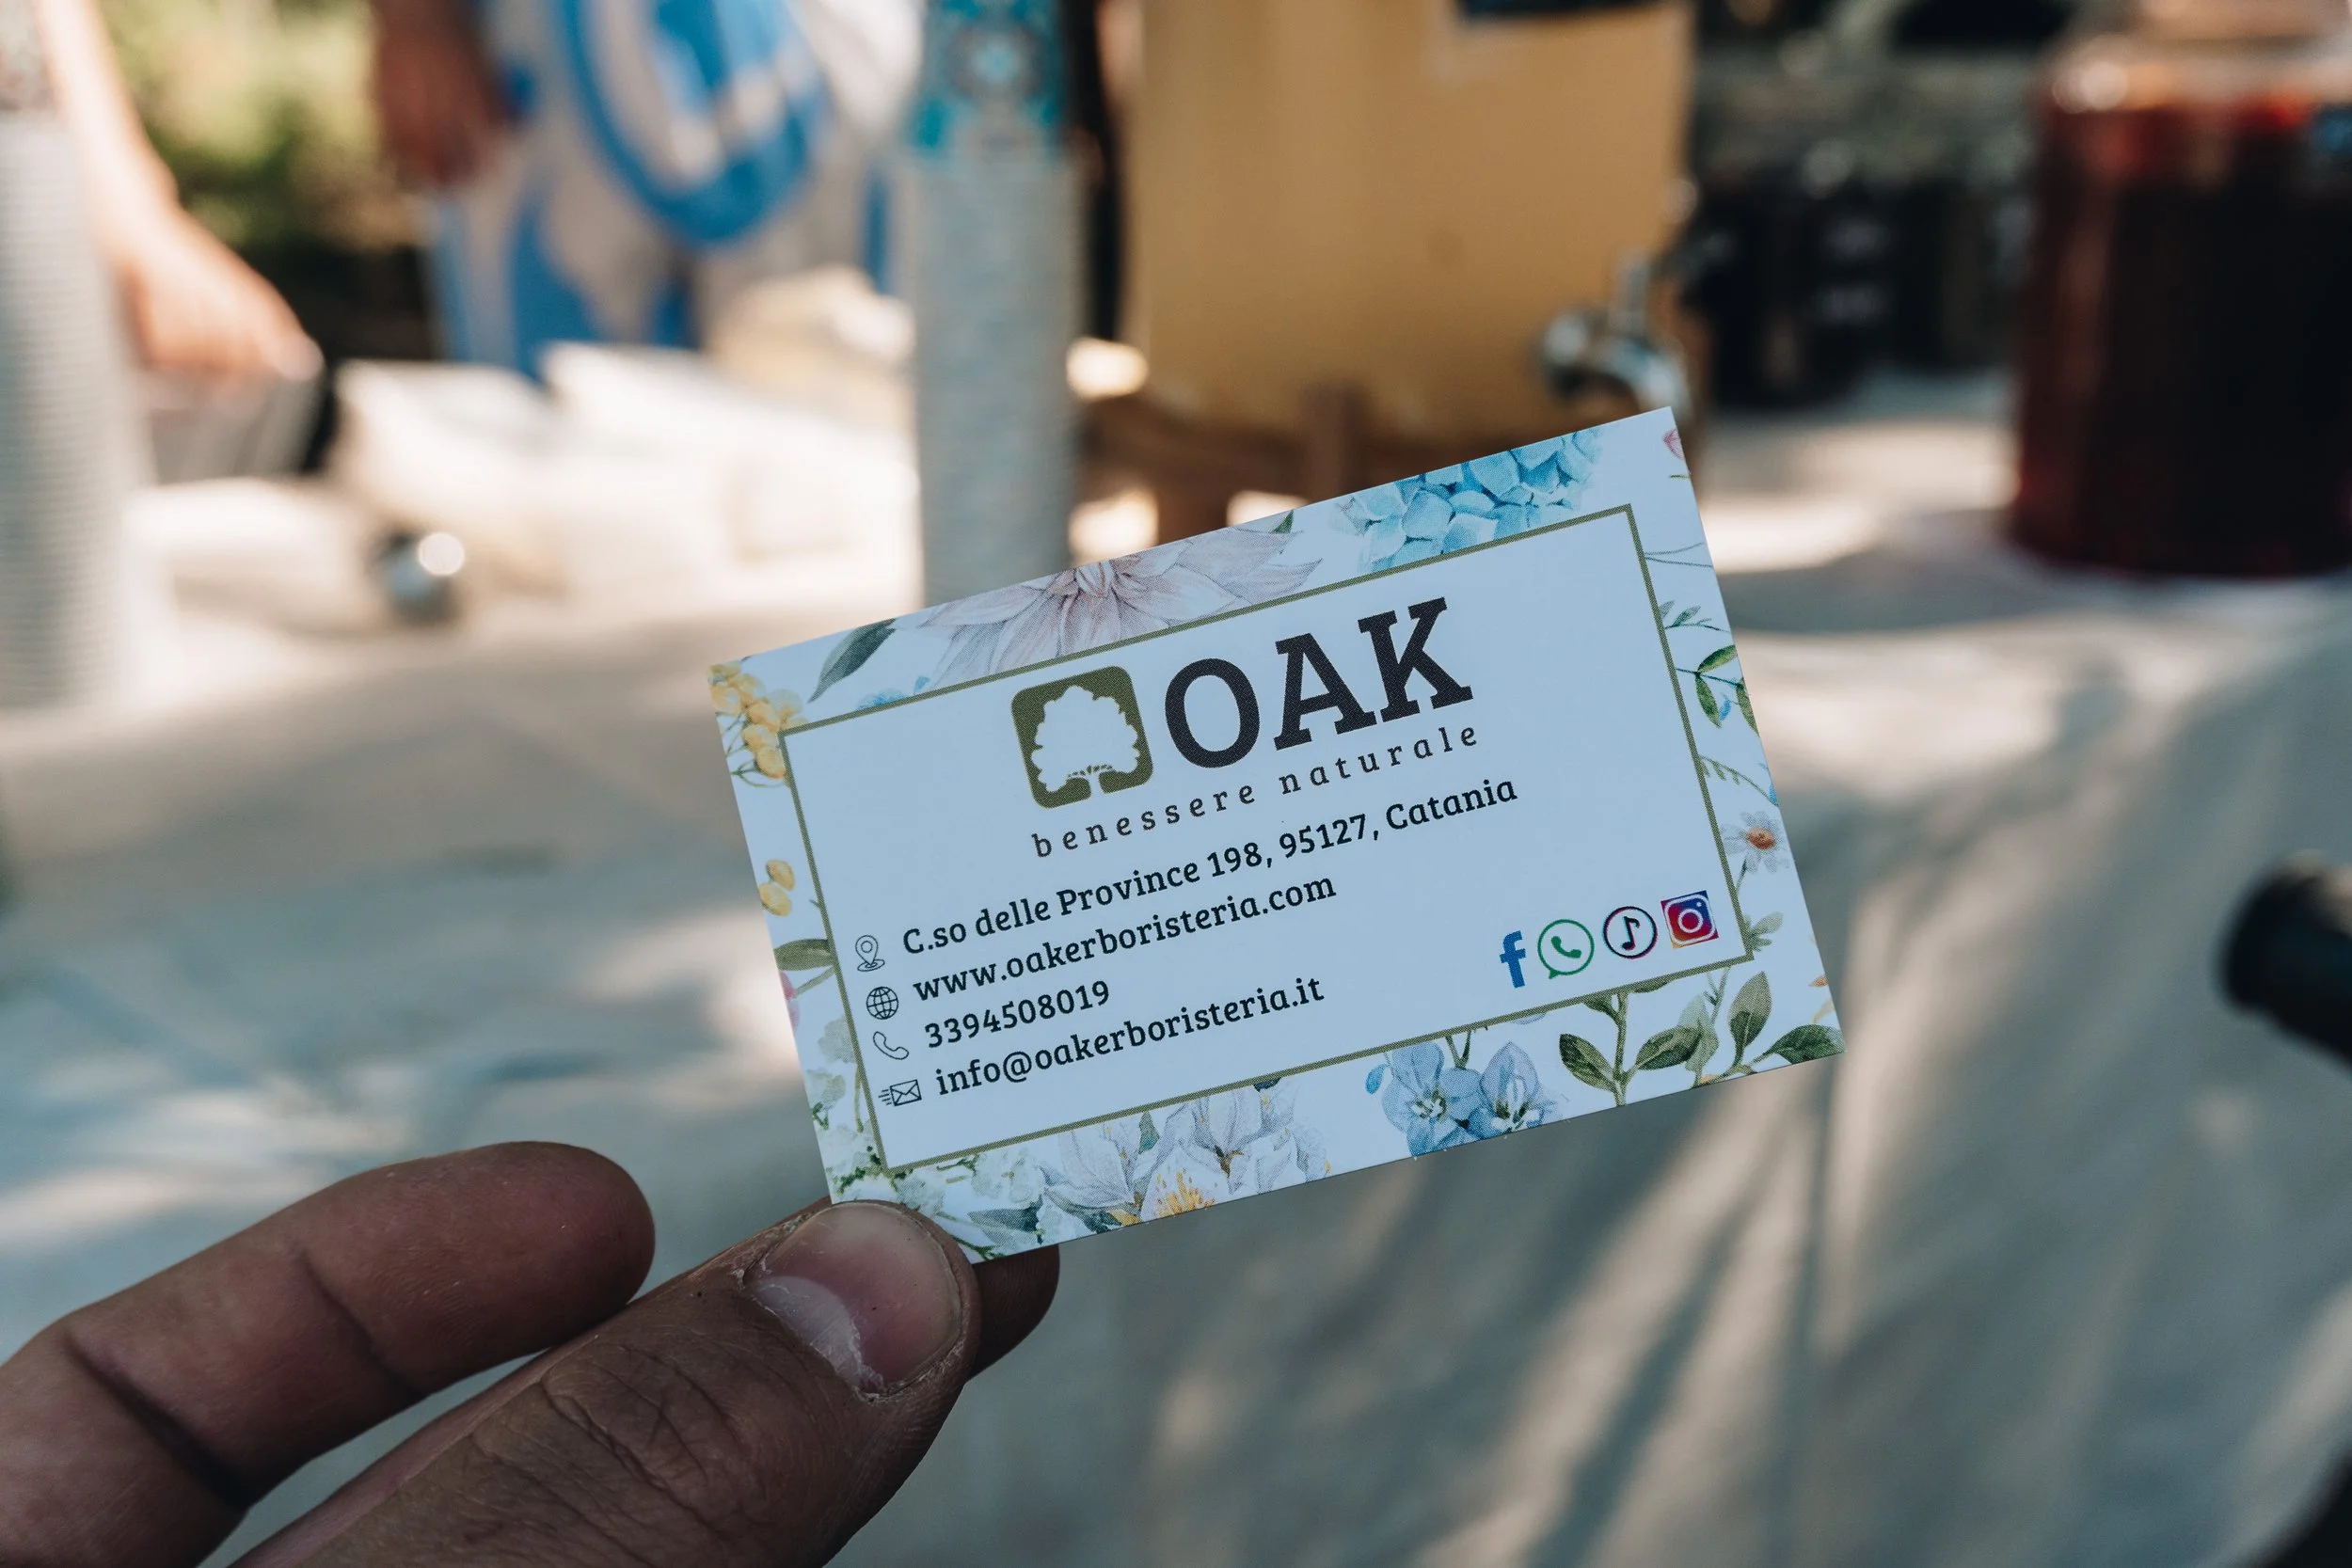 OAK
benessere naturale
C.so delle Province 198, 95127, Catania
www.oakerboristeria.com
3394508019
info@oakerboristeria.it